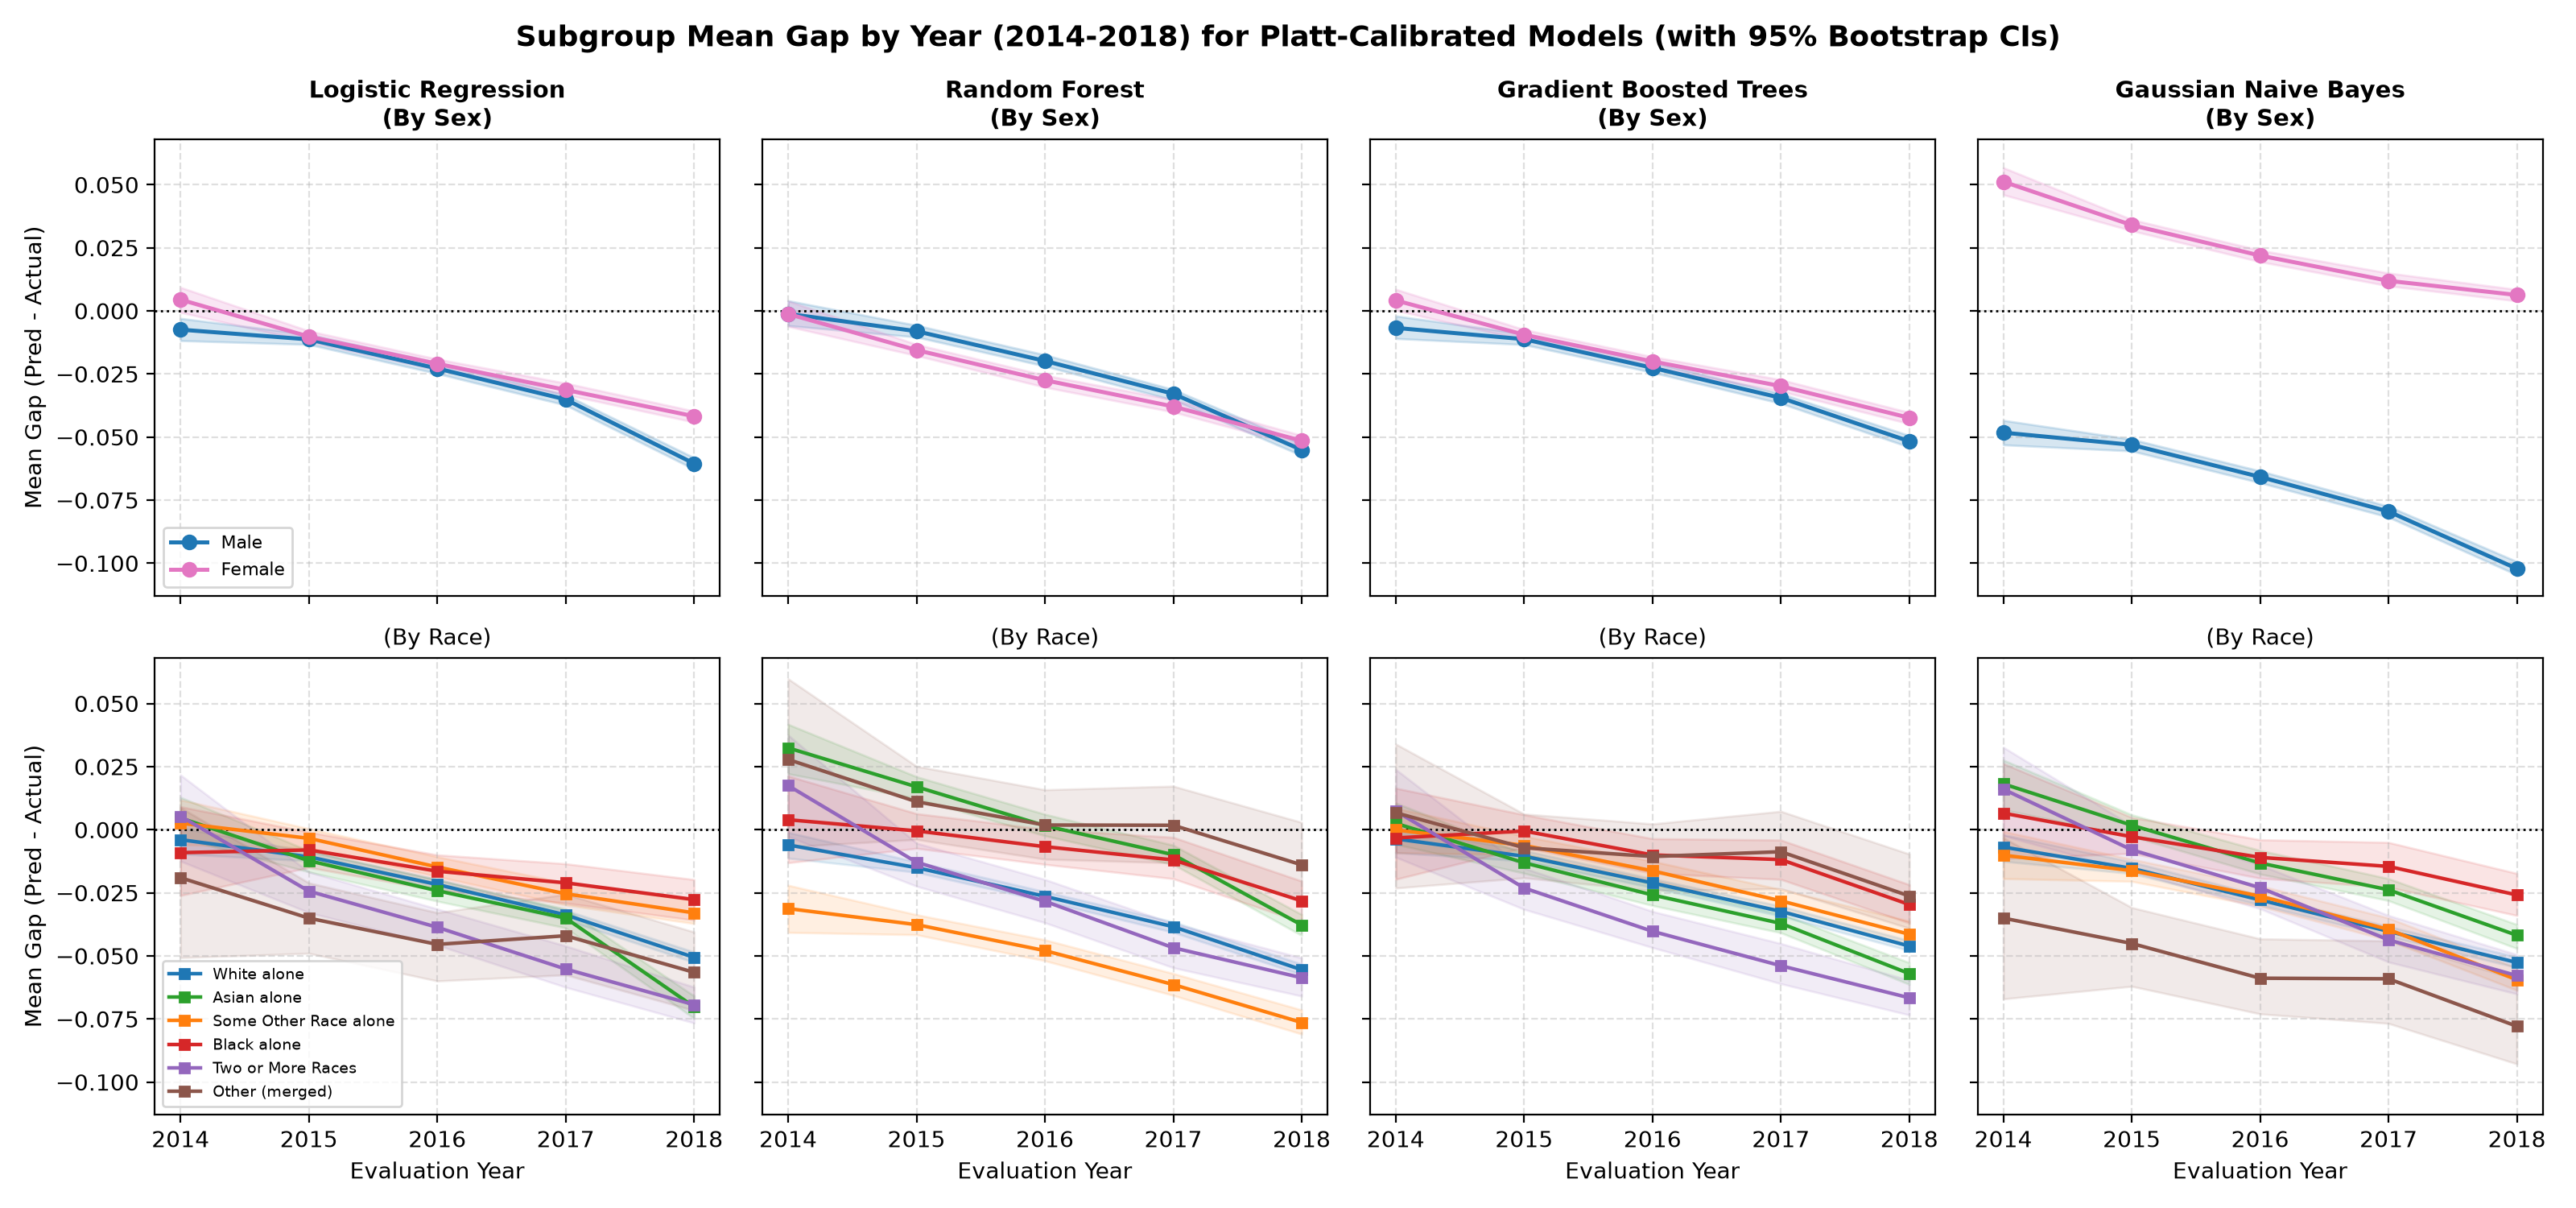 Subgroup Mean Gap by Year (2014-2018) for Platt-Calibrated Models (with 95% Bootstrap CIs)
Logistic Regression
(By Sex)
Random Forest
(By Sex)
Gradient Boosted Trees
(By Sex)
Gaussian Naive Bayes
(By Sex)
Mean Gap (Pred - Actual)
0.050
0.025
0.000
−0.025
−0.050
−0.075
−0.100
Male
Female
(By Race)
(By Race)
(By Race)
(By Race)
Mean Gap (Pred - Actual)
0.050
0.025
0.000
−0.025
−0.050
−0.075
−0.100
White alone
Asian alone
Some Other Race alone
Black alone
Two or More Races
Other (merged)
2014 2015 2016 2017 2018
2014 2015 2016 2017 2018
2014 2015 2016 2017 2018
2014 2015 2016 2017 2018
Evaluation Year
Evaluation Year
Evaluation Year
Evaluation Year